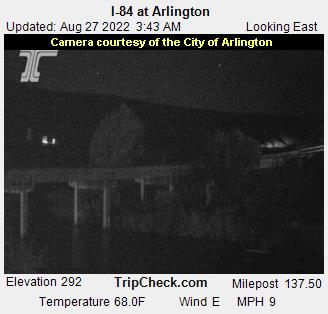 I-84 at Arlington
Updated: Aug 27 2022 3:43 AM Looking East
Camera courtesy of the City of Arlington
Elevation 292 TripCheck.com Milepost 137.50
Temperature 68.0F Wind E MPH 9